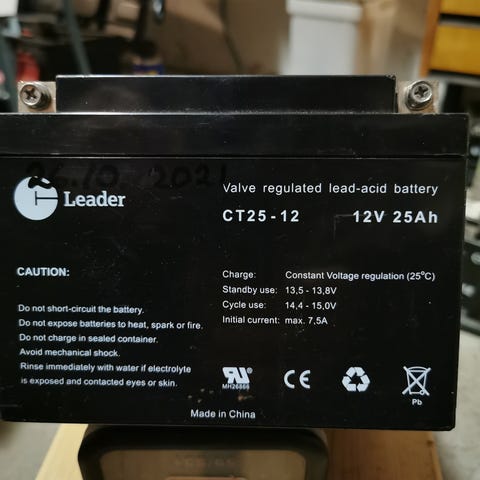 26.10 2021
Leader
Valve regulated lead-acid battery
CT25-12 12V 25Ah
CAUTION:
Do not short-circuit the battery.
Do not expose batteries to heat, spark or fire.
Do not charge in sealed container.
Avoid mechanical shock.
Rinse immediately with water if electrolyte
is exposed and contacted eyes or skin.
Charge: Constant Voltage regulation (25°C)
Standby use: 13,5 - 13,8V
Cycle use: 14,4 - 15,0V
Initial current: max. 7,5A
MH26866
CE
Pb
Made in China